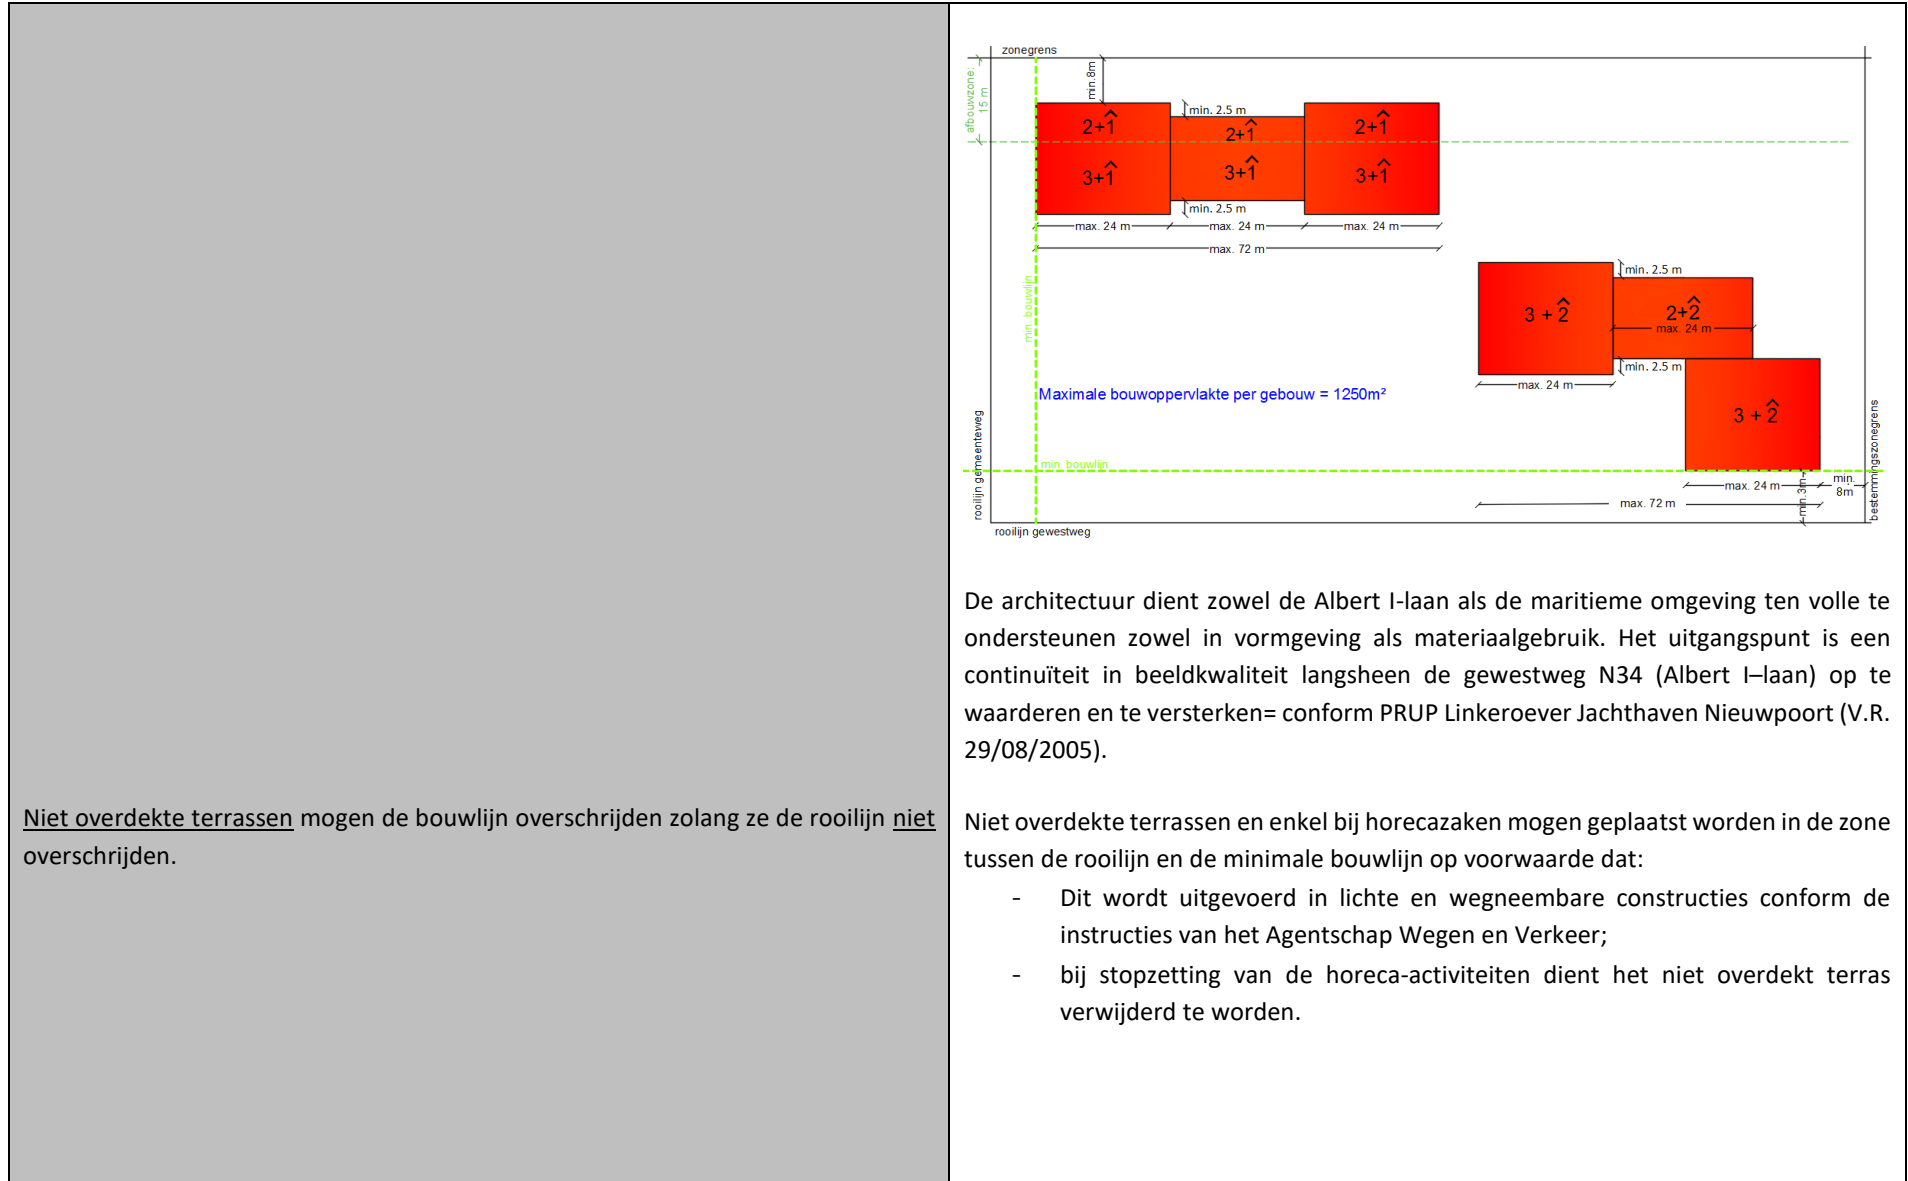 Niet overdekte terrassen mogen de bouwlijn overschrijden zolang ze de rooilijn niet
overschrijden.
zonegrens
afbouwzone:
15 m
min.8m
min. 2.5 m
2+1
2+1
2+1
3+1
3+1
3+1
min. 2.5 m
max. 24 m
max. 24 m
max. 24 m
max. 72 m
min. bouwlijn
min. 2.5 m
3 + 2
2+2
max. 24 m
min. 2.5 m
max. 24 m
Maximale bouwoppervlakte per gebouw = 1250m²
3 + 2
rooilijn gemeenteweg
bestemmingszonegrens
min. bouwlijn
max. 24 m
min.
8m
min.3m
max. 72 m
rooilijn gewestweg
De architectuur dient zowel de Albert I-laan als de maritieme omgeving ten volle te
ondersteunen zowel in vormgeving als materiaalgebruik. Het uitgangspunt is een
continuïteit in beeldkwaliteit langsheen de gewestweg N34 (Albert I–laan) op te
waarderen en te versterken= conform PRUP Linkeroever Jachthaven Nieuwpoort (V.R.
29/08/2005).
Niet overdekte terrassen en enkel bij horecazaken mogen geplaatst worden in de zone
tussen de rooilijn en de minimale bouwlijn op voorwaarde dat:
- Dit wordt uitgevoerd in lichte en wegneembare constructies conform de
instructies van het Agentschap Wegen en Verkeer;
- bij stopzetting van de horeca-activiteiten dient het niet overdekt terras
verwijderd te worden.